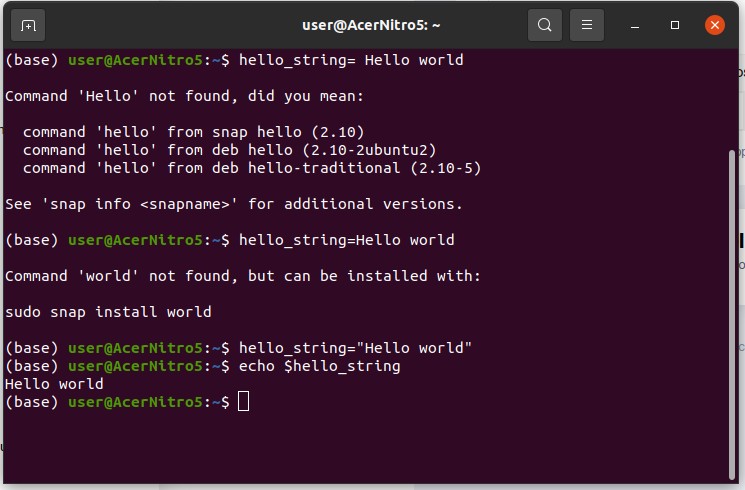 user@AcerNitro5: ~
(base) user@AcerNitro5:~$ hello_string= Hello world
Command 'Hello' not found, did you mean:
command 'hello' from snap hello (2.10)
command 'hello' from deb hello (2.10-2ubuntu2)
command 'hello' from deb hello-traditional (2.10-5)
See 'snap info <snapname>' for additional versions.
(base) user@AcerNitro5:~$ hello_string=Hello world
Command 'world' not found, but can be installed with:
sudo snap install world
(base) user@AcerNitro5:~$ hello_string="Hello world"
(base) user@AcerNitro5:~$ echo $hello_string
Hello world
(base) user@AcerNitro5:~$